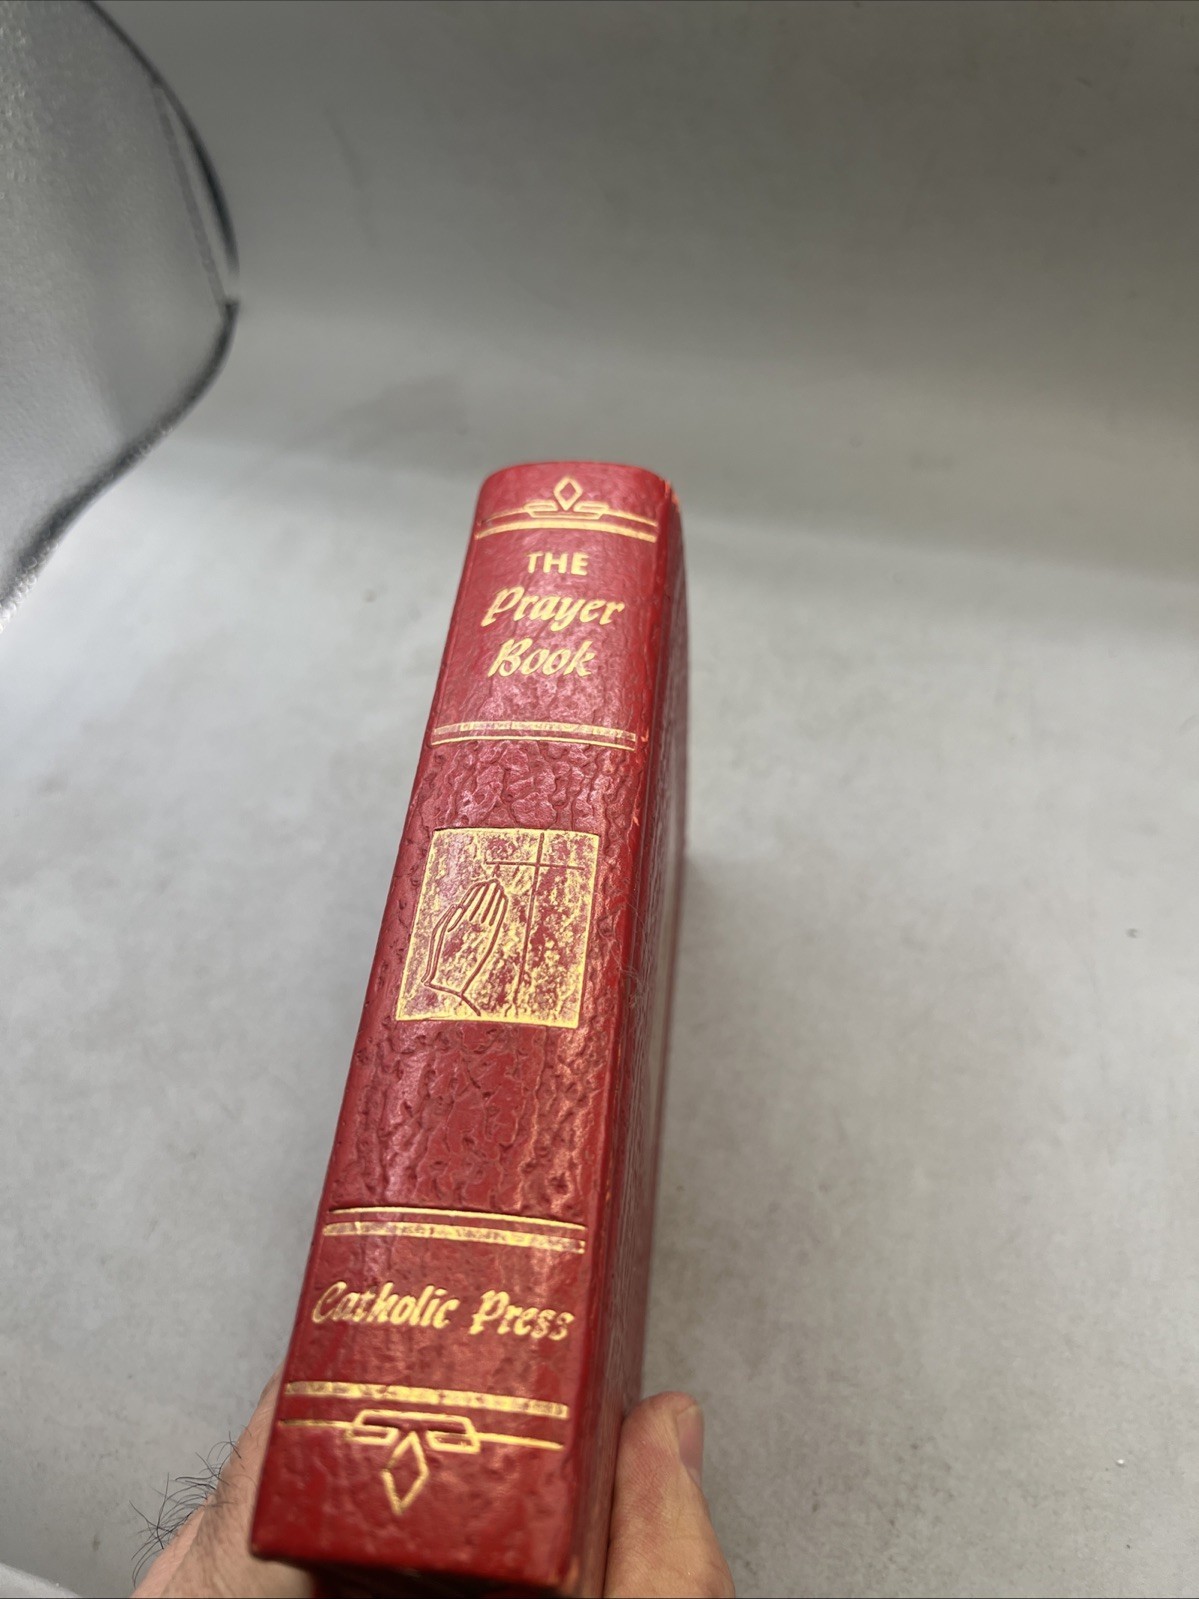 THE
Prayer
Book
Catholic Press